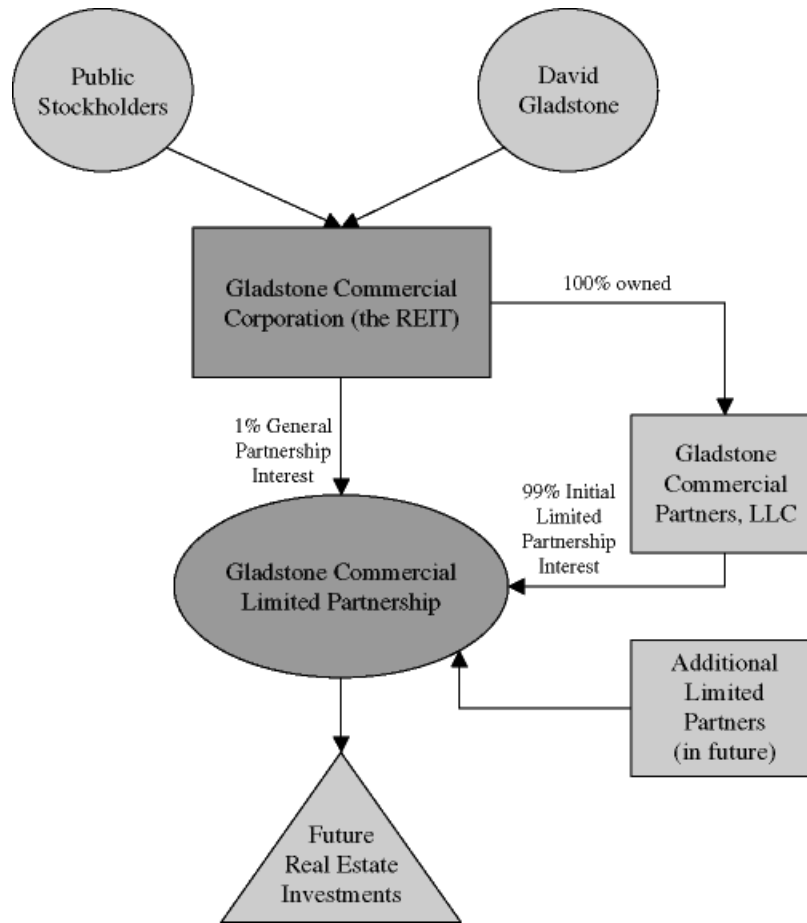 Public
Stockholders
David
Gladstone
Gladstone Commercial
Corporation (the REIT)
100% owned
1% General
Partnership
Interest
Gladstone
Commercial
Partners, LLC
99% Initial
Limited
Partnership
Interest
Gladstone Commercial
Limited Partnership
Additional
Limited
Partners
(in future)
Future
Real Estate
Investments